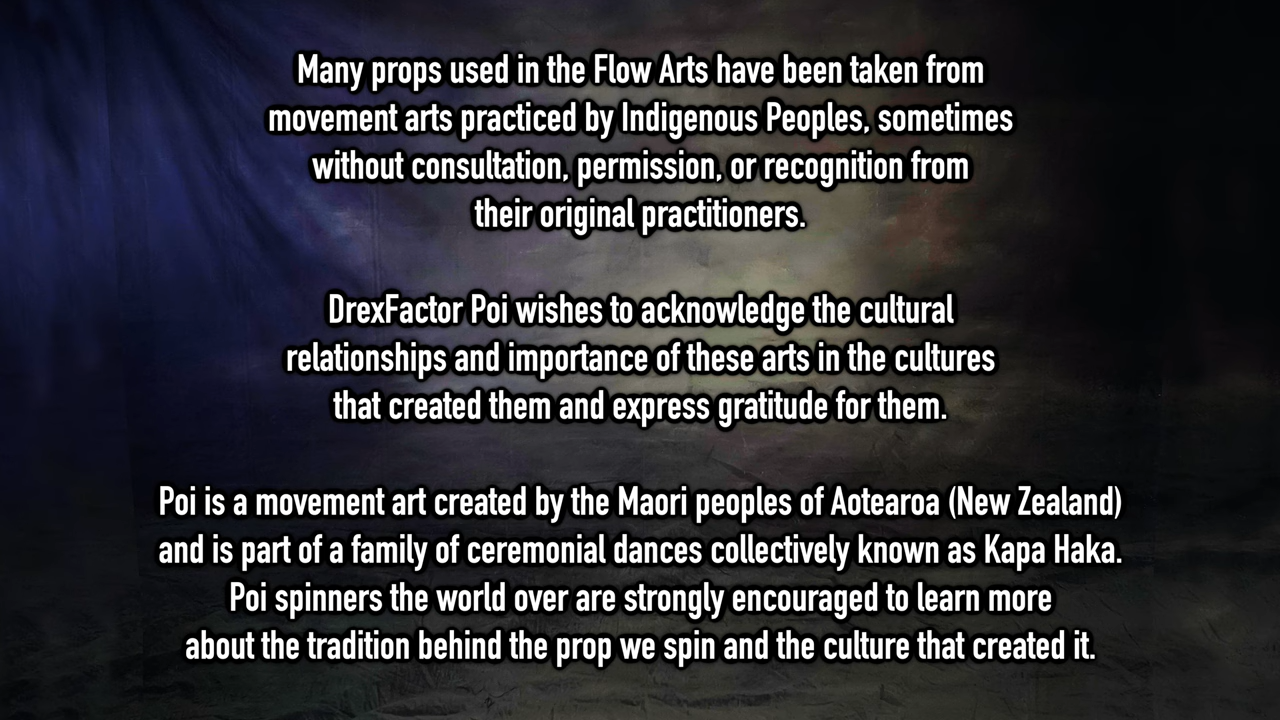 Many props used in the Flow Arts have been taken from
movement arts practiced by Indigenous Peoples, sometimes
without consultation, permission, or recognition from
their original practitioners.
DrexFactor Poi wishes to acknowledge the cultural
relationships and importance of these arts in the cultures
that created them and express gratitude for them.
Poi is a movement art created by the Maori peoples of Aotearoa (New Zealand)
and is part of a family of ceremonial dances collectively known as Kapa Haka.
Poi spinners the world over are strongly encouraged to learn more
about the tradition behind the prop we spin and the culture that created it.